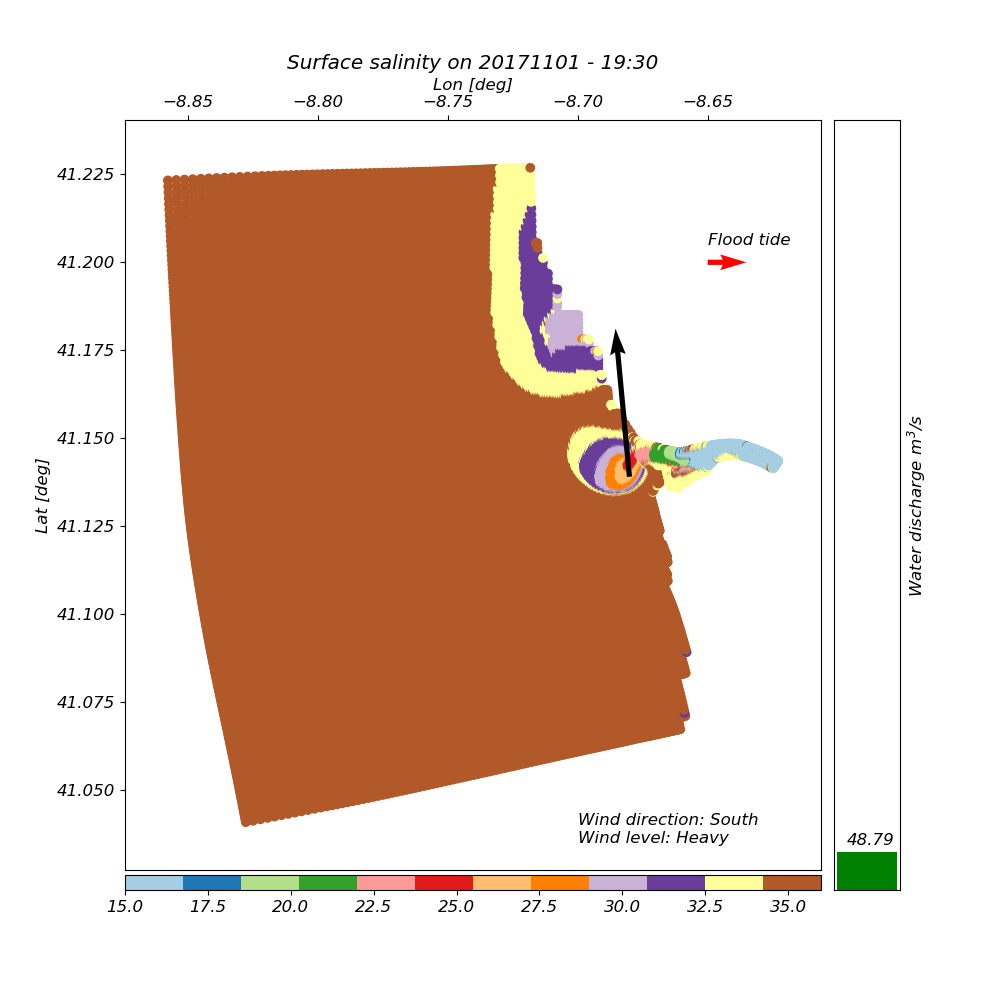 Surface salinity on 20171101 - 19:30
Lon [deg]
−8.85 −8.80 −8.75 −8.70 −8.65
41.225
41.200
41.175
41.150
41.125
41.100
41.075
41.050
Lat [deg]
Flood tide
Wind direction: South
Wind level: Heavy
15.0 17.5 20.0 22.5 25.0 27.5 30.0 32.5 35.0
48.79
Water discharge m³/s